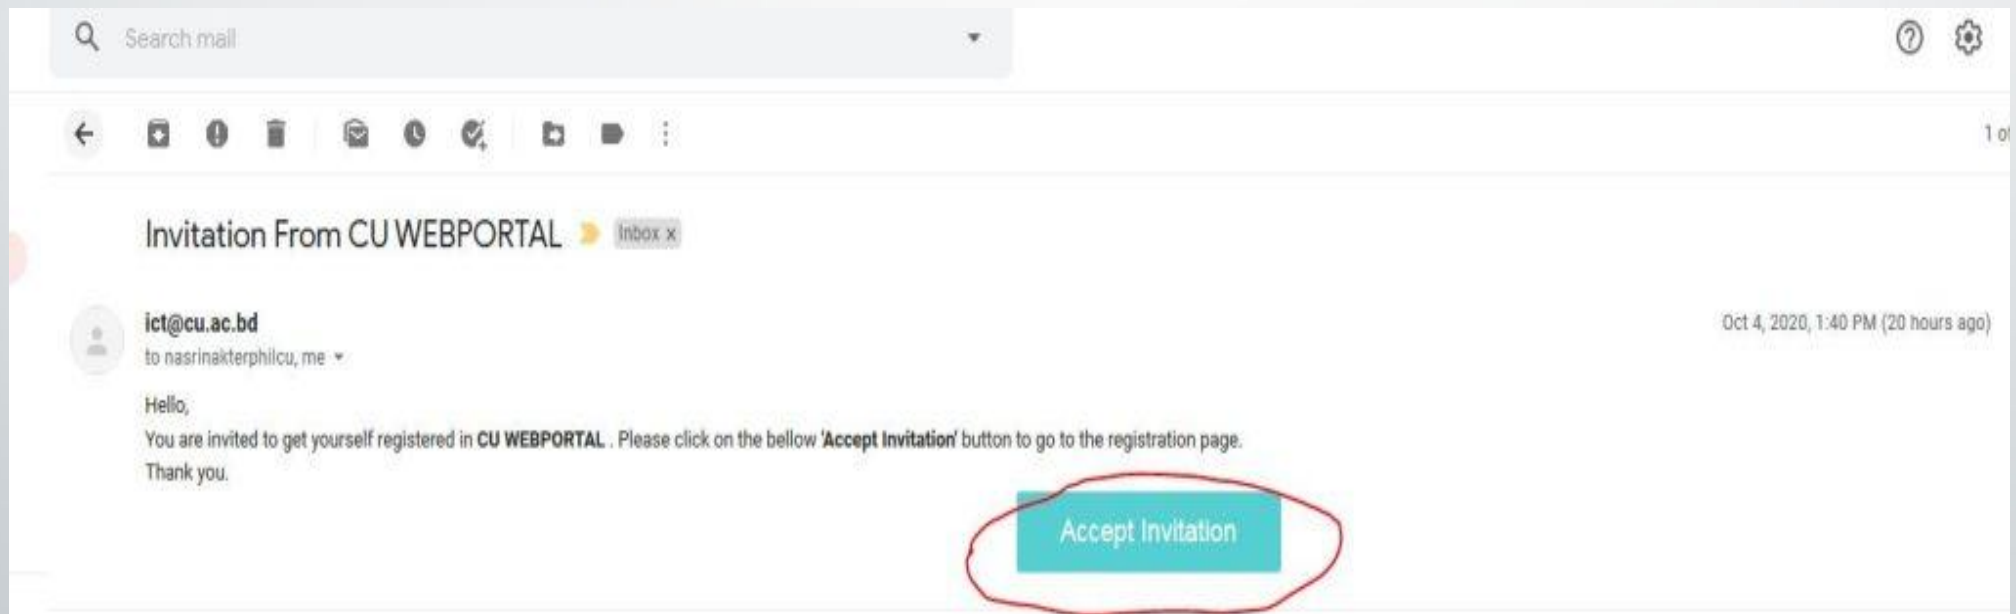 Search mail
1 of
Invitation From CU WEBPORTAL Inbox x
ict@cu.ac.bd
Oct 4, 2020, 1:40 PM (20 hours ago)
to nasrinakterphilcu, me
Hello,
You are invited to get yourself registered in CU WEBPORTAL . Please click on the bellow 'Accept Invitation' button to go to the registration page.
Thank you.
Accept Invitation